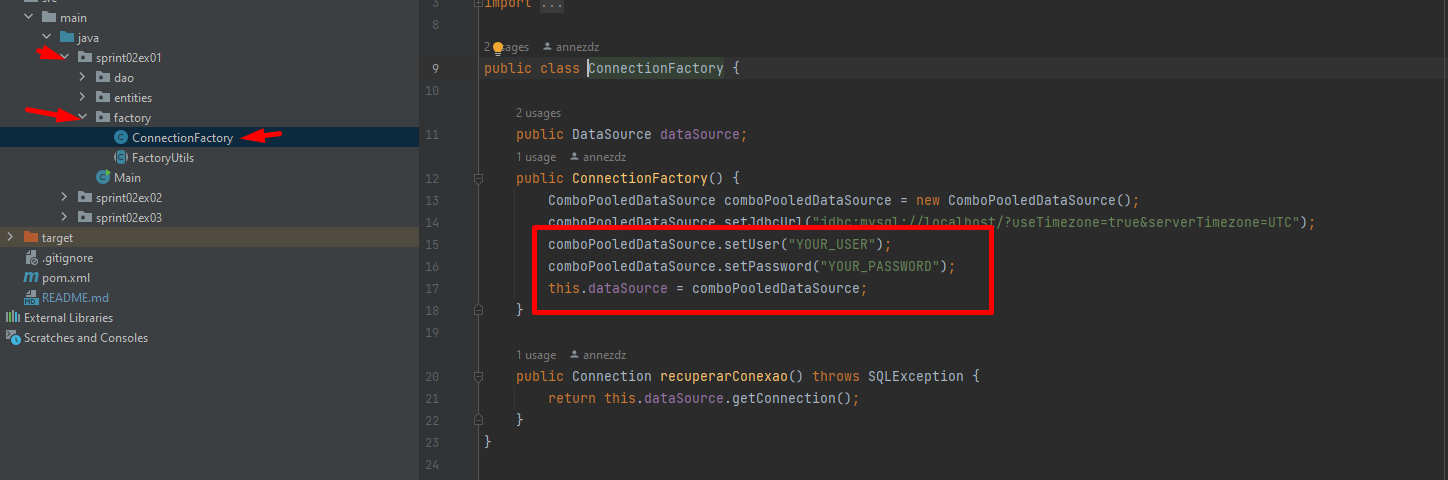 src
main
java
sprint02ex01
dao
entities
factory
ConnectionFactory
FactoryUtils
Main
sprint02ex02
sprint02ex03
target
.gitignore
pom.xml
README.md
External Libraries
Scratches and Consoles
3 import ...
8
2 usages annezdz
9 public class ConnectionFactory {
10
2 usages
11 public DataSource dataSource;
1 usage annezdz
12 public ConnectionFactory() {
13 ComboPooledDataSource comboPooledDataSource = new ComboPooledDataSource();
14 comboPooledDataSource.setJdbcUrl("jdbc:mysql://localhost/?useTimezone=true&serverTimezone=UTC");
15 comboPooledDataSource.setUser("YOUR_USER");
16 comboPooledDataSource.setPassword("YOUR_PASSWORD");
17 this.dataSource = comboPooledDataSource;
18 }
19
1 usage annezdz
20 public Connection recuperarConexao() throws SQLException {
21 return this.dataSource.getConnection();
22 }
23 }
24